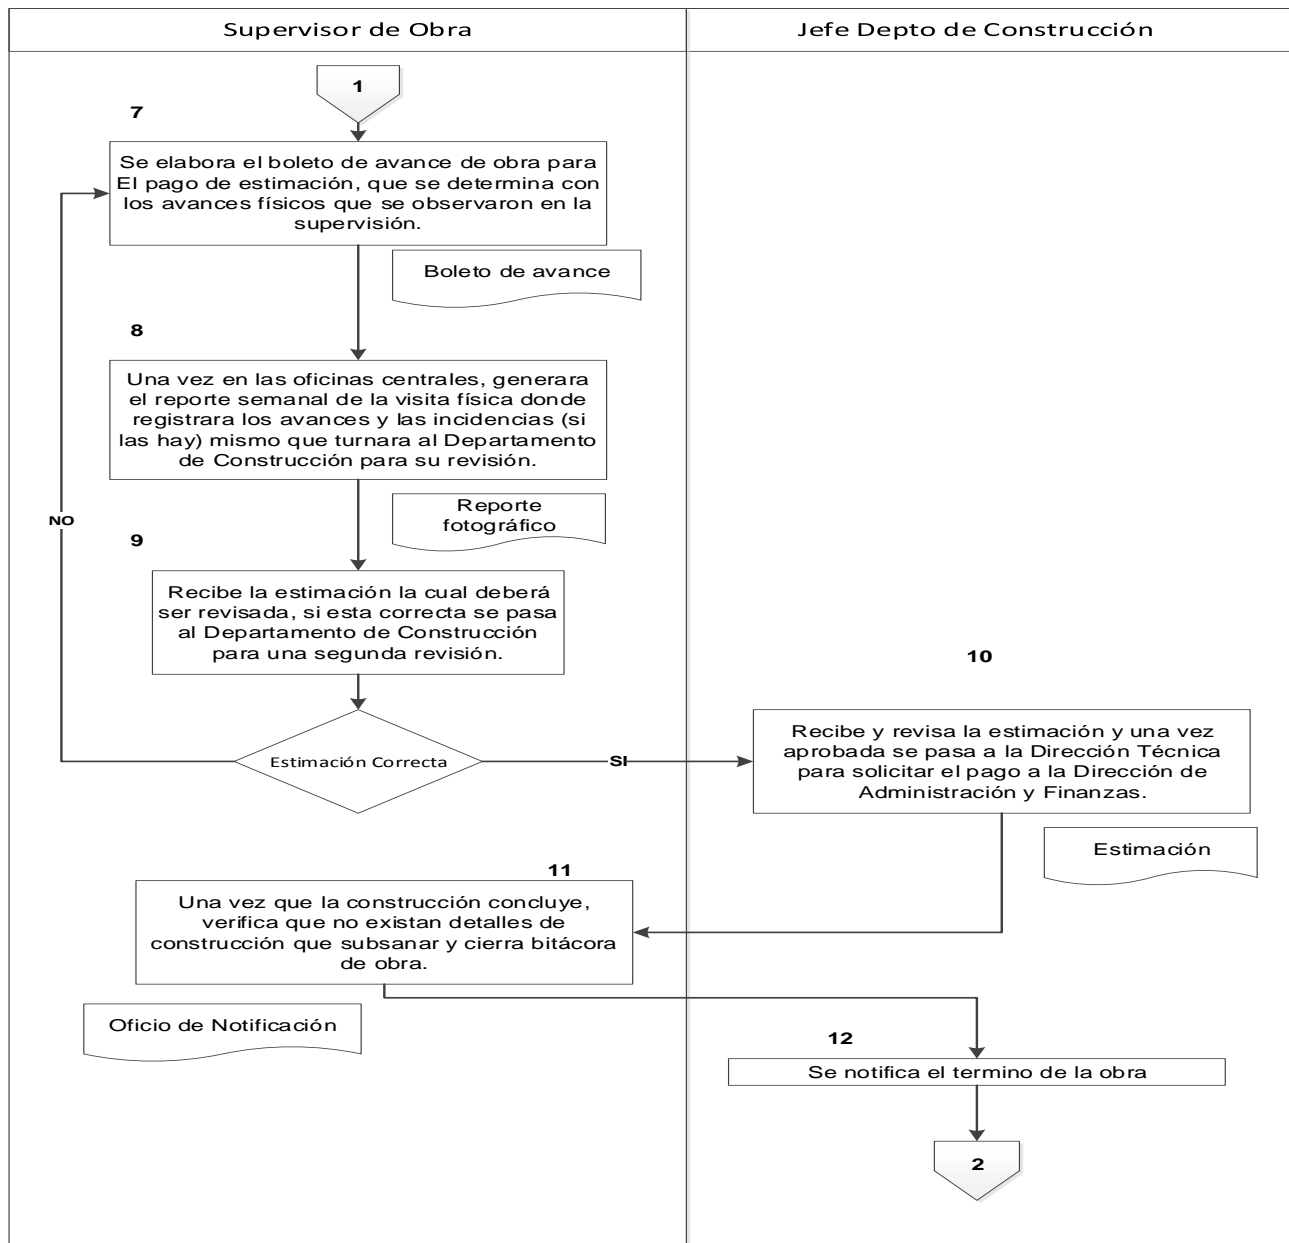 Supervisor de Obra
Jefe Depto de Construcción
1
7
Se elabora el boleto de avance de obra para
El pago de estimación, que se determina con
los avances físicos que se observaron en la
supervisión.
Boleto de avance
8
Una vez en las oficinas centrales, generara
el reporte semanal de la visita física donde
registrara los avances y las incidencias (si
las hay) mismo que turnara al Departamento
de Construcción para su revisión.
Reporte
fotográfico
NO
9
Recibe la estimación la cual deberá
ser revisada, si esta correcta se pasa
al Departamento de Construcción
para una segunda revisión.
Estimación Correcta
SI
10
Recibe y revisa la estimación y una vez
aprobada se pasa a la Dirección Técnica
para solicitar el pago a la Dirección de
Administración y Finanzas.
Estimación
11
Una vez que la construcción concluye,
verifica que no existan detalles de
construcción que subsanar y cierra bitácora
de obra.
Oficio de Notificación
12
Se notifica el termino de la obra
2